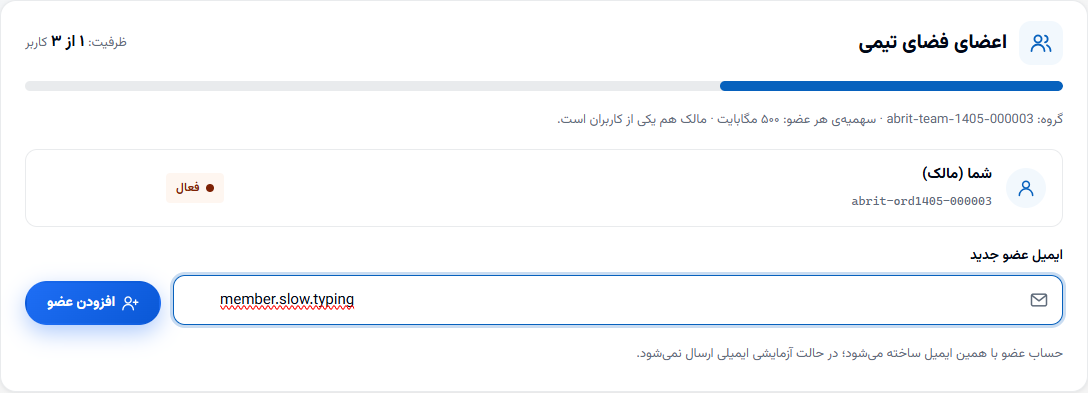 اعضای فضای تیمی
ظرفیت: ۱ از ۳ کاربر
گروه: abrit-team-1405-000003 · سهمیه‌ی هر عضو: ۵۰۰ مگابایت · مالک هم یکی از کاربران است.
شما (مالک)
abrit-ord1405-000003
فعال
ایمیل عضو جدید
member.slow.typing
افزودن عضو
حساب عضو با همین ایمیل ساخته می‌شود؛ در حالت آزمایشی ایمیلی ارسال نمی‌شود.